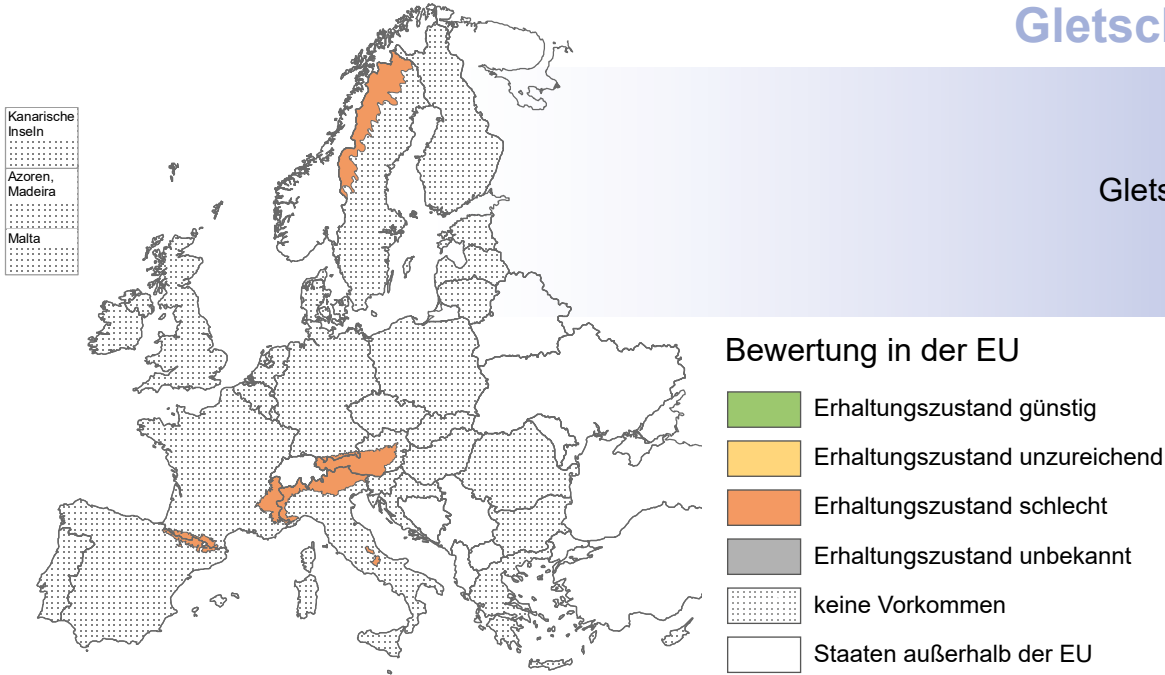 Kanarische
Inseln
Azoren,
Madeira
Malta
Gletsch
Glets
Bewertung in der EU
Erhaltungszustand günstig
Erhaltungszustand unzureichend
Erhaltungszustand schlecht
Erhaltungszustand unbekannt
keine Vorkommen
Staaten außerhalb der EU